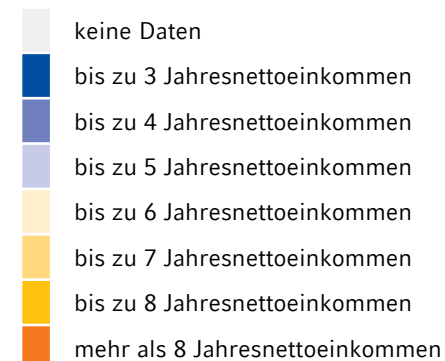 keine Daten
bis zu 3 Jahresnettoeinkommen
bis zu 4 Jahresnettoeinkommen
bis zu 5 Jahresnettoeinkommen
bis zu 6 Jahresnettoeinkommen
bis zu 7 Jahresnettoeinkommen
bis zu 8 Jahresnettoeinkommen
mehr als 8 Jahresnettoeinkommen